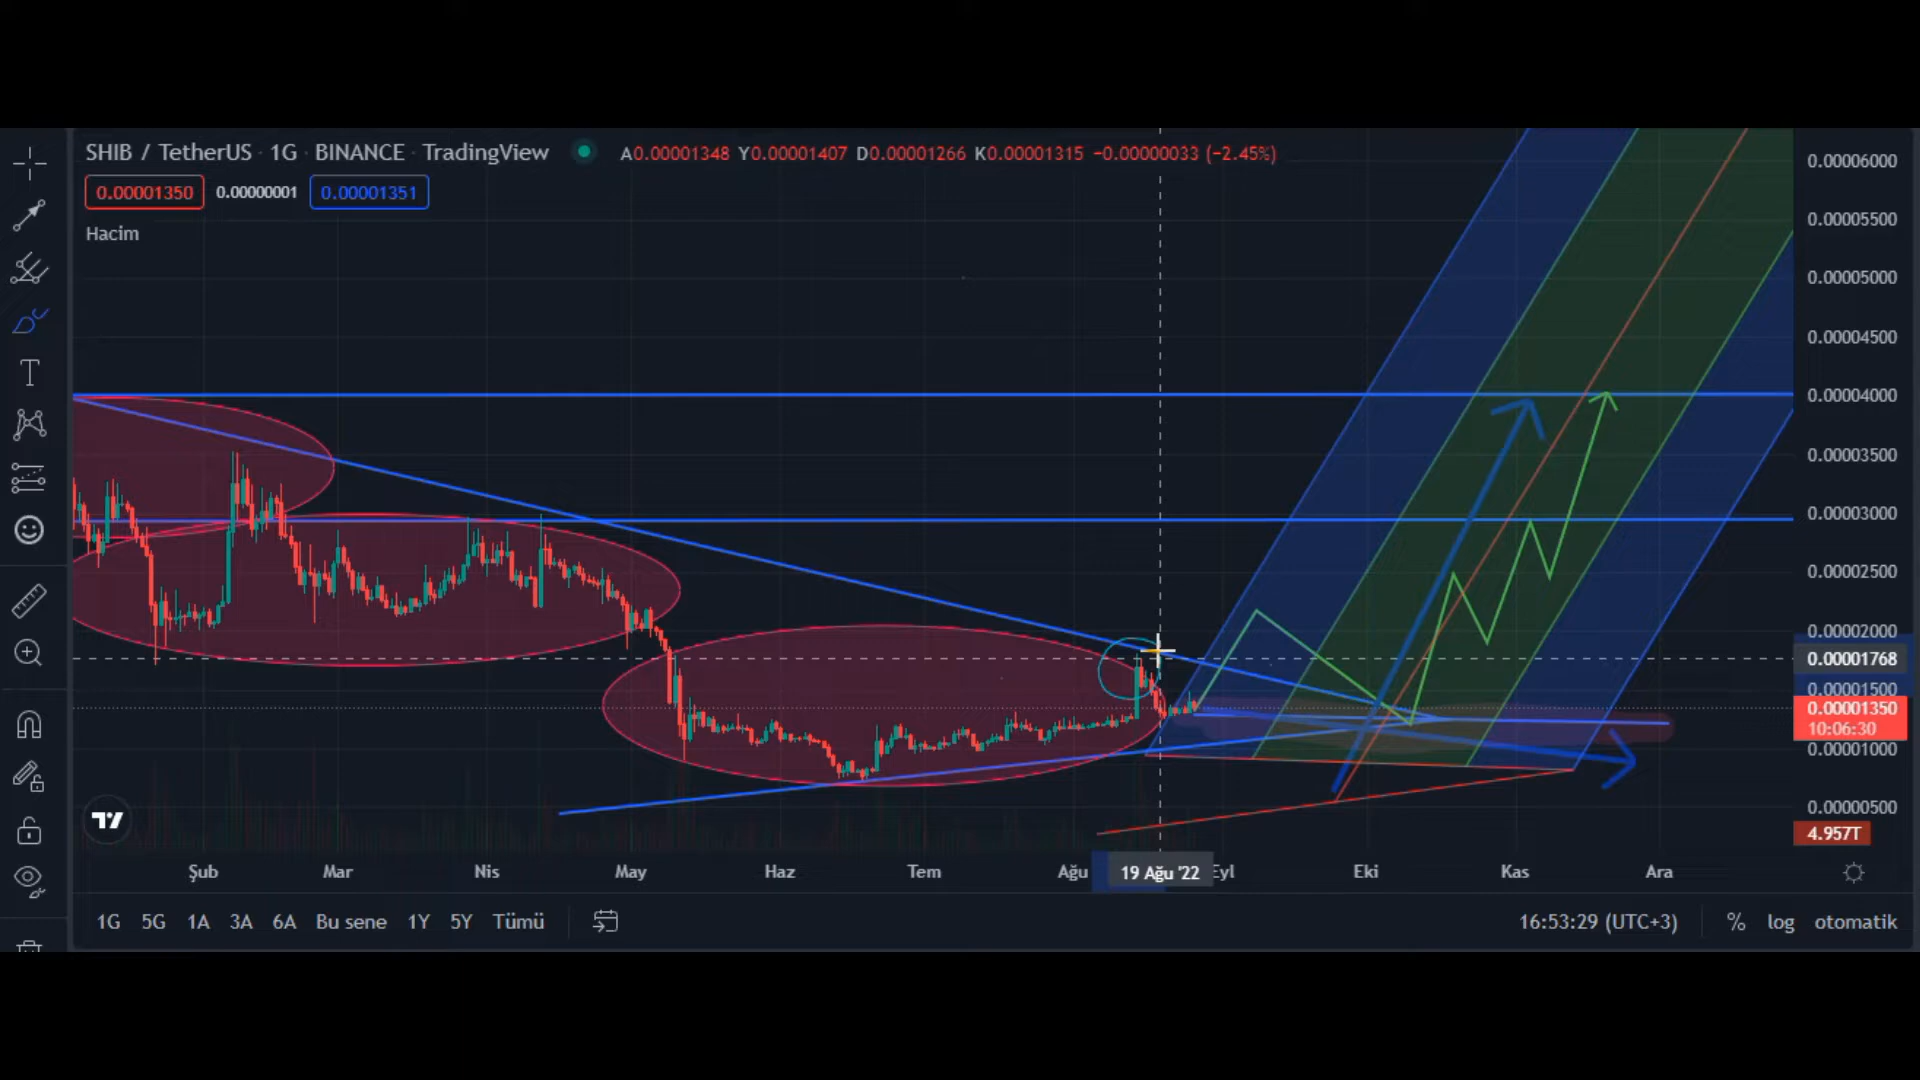 SHIB / TetherUS · 1G · BINANCE · TradingView
A0.00001348 Y0.00001407 D0.00001266 K0.00001315 −0.00000033 (−2.45%)
0.00001350 0.00000001 0.00001351
Hacim
T
0.00006000
0.00005500
0.00005000
0.00004500
0.00004000
0.00003500
0.00003000
0.00002500
0.00002000
0.00001768
0.00001500
0.00001350
10:06:30
0.00001000
0.00000500
4.957T
Şub Mar Nis May Haz Tem Ağu 19 Ağu '22 Eyl Eki Kas Ara
1G 5G 1A 3A 6A Bu sene 1Y 5Y Tümü 16:53:29 (UTC+3) % log otomatik